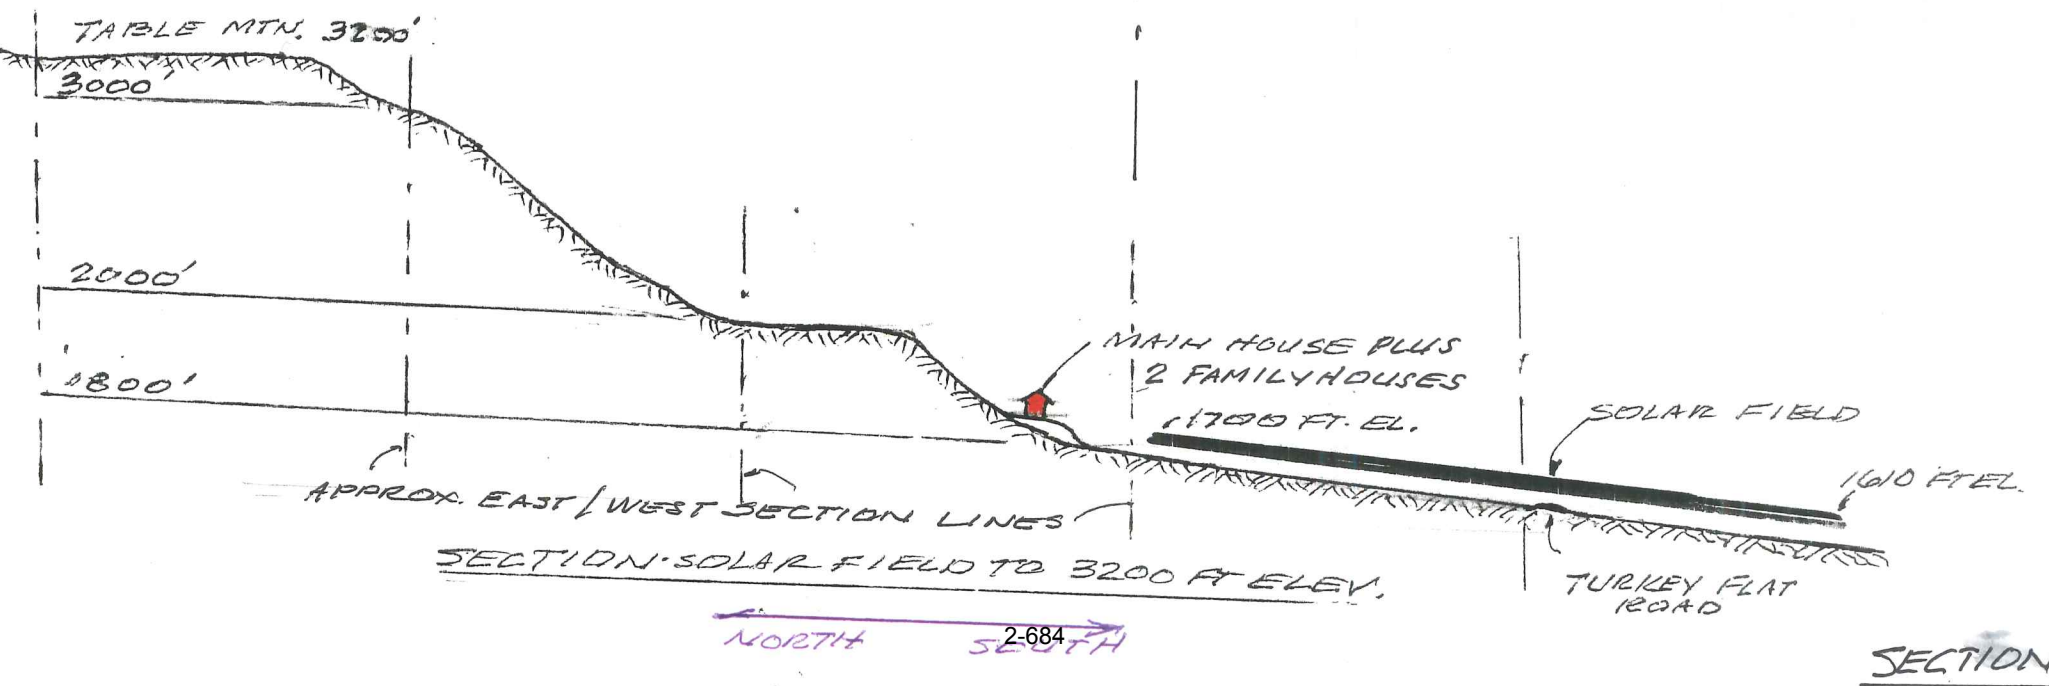 TABLE MTN. 3200'
3000'
2000'
1800'
MAIN HOUSE PLUS
2 FAMILY HOUSES
1700 FT. EL.
SOLAR FIELD
1610 FT EL.
APPROX. EAST/WEST SECTION LINES
SECTION·SOLAR FIELD TO 3200 FT ELEV.
TURKEY FLAT
ROAD
NORTH SOUTH
2-684
SECTION